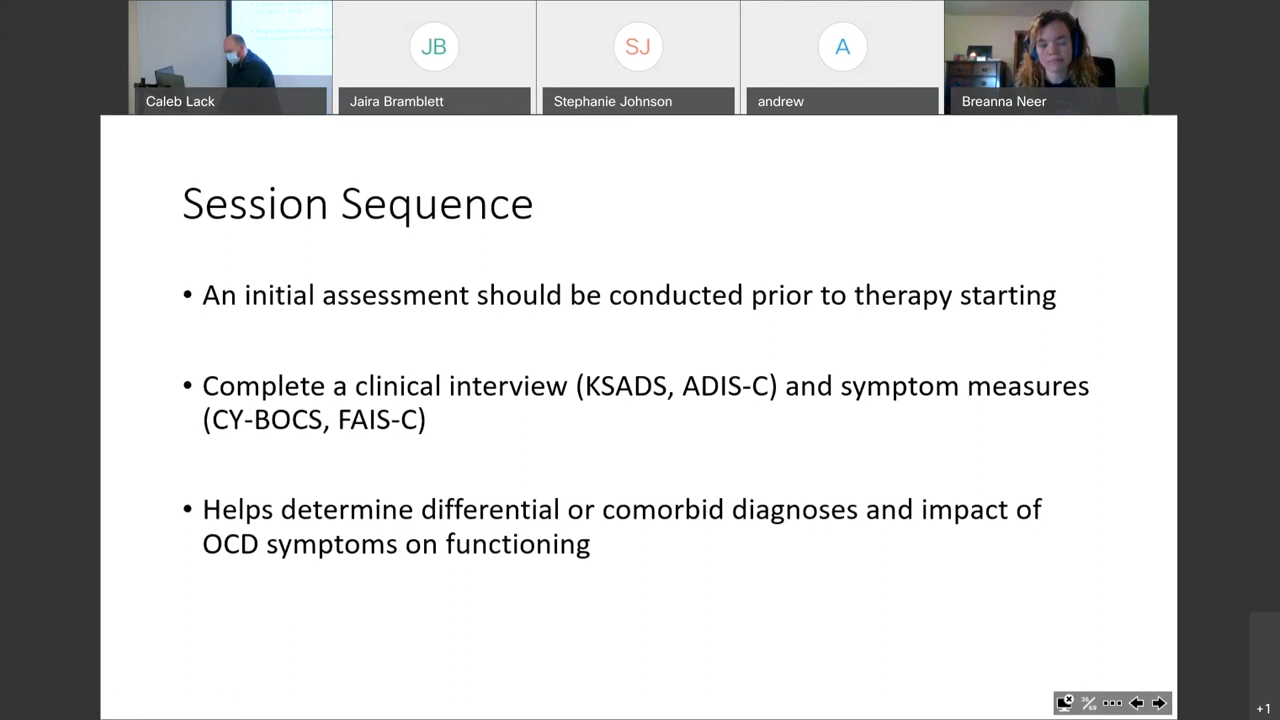 JB
SJ
A
Caleb Lack
Jaira Bramblett
Stephanie Johnson
andrew
Breanna Neer
Session Sequence
• An initial assessment should be conducted prior to therapy starting
• Complete a clinical interview (KSADS, ADIS-C) and symptom measures
(CY-BOCS, FAIS-C)
• Helps determine differential or comorbid diagnoses and impact of
OCD symptoms on functioning
+1